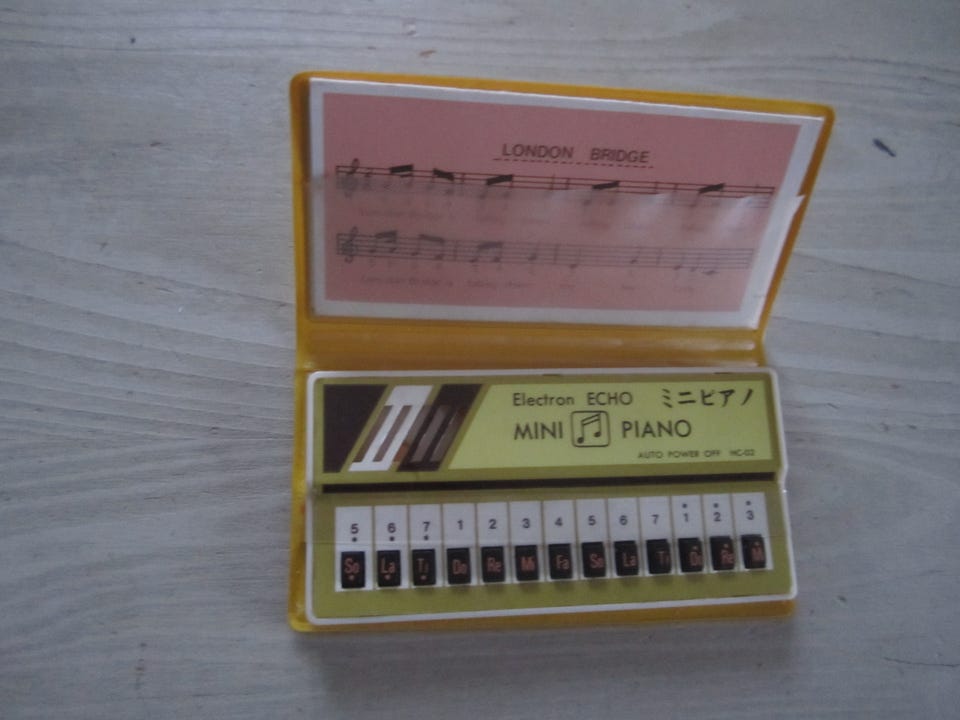 LONDON BRIDGE
Electron ECHO ミニピアノ
MINI PIANO
AUTO POWER OFF HC-02
5 6 7 1 2 3 4 5 6 7 1 2 3
So La Ti Do Re Mi Fa So La Ti Do Re M